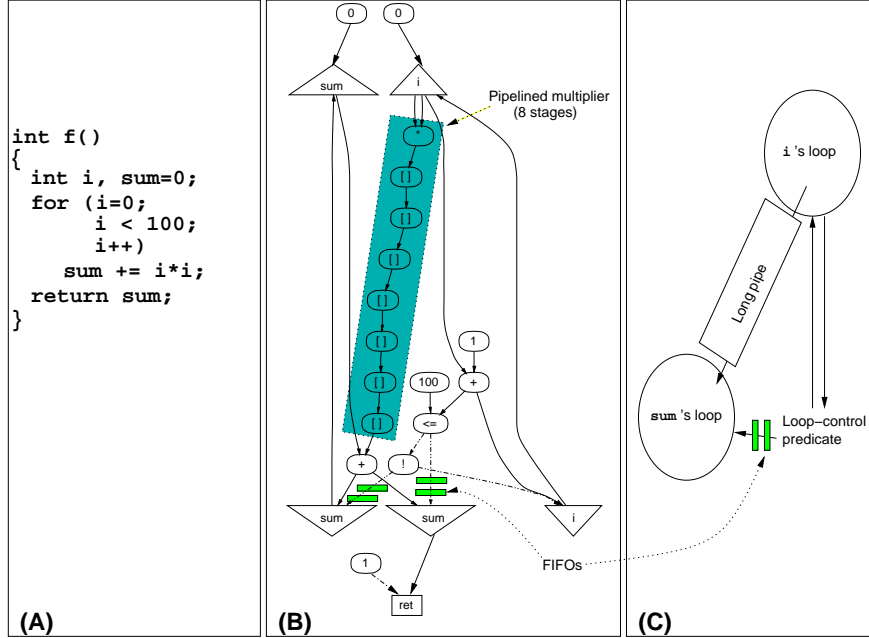 int f()
{
int i, sum=0;
for (i=0;
i < 100;
i++)
sum += i*i;
return sum;
}
(A)
0
0
sum
i
Pipelined multiplier
(8 stages)
*
[ ]
[ ]
[ ]
[ ]
[ ]
[ ]
[ ]
1
100
+
<=
+
!
sum
sum
i
FIFOs
1
ret
(B)
i 's loop
Long pipe
sum 's loop
Loop−control
predicate
(C)